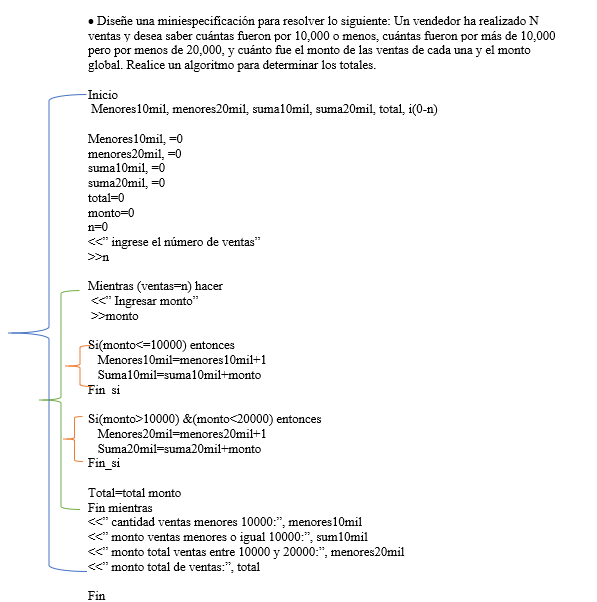 • Diseñe una miniespecificación para resolver lo siguiente: Un vendedor ha realizado N
ventas y desea saber cuántas fueron por 10,000 o menos, cuántas fueron por más de 10,000
pero por menos de 20,000, y cuánto fue el monto de las ventas de cada una y el monto
global. Realice un algoritmo para determinar los totales.
Inicio
Menores10mil, menores20mil, suma10mil, suma20mil, total, i(0-n)
Menores10mil, =0
menores20mil, =0
suma10mil, =0
suma20mil, =0
total=0
monto=0
n=0
<<” ingrese el número de ventas”
>>n
Mientras (ventas=n) hacer
<<” Ingresar monto”
>>monto
Si(monto<=10000) entonces
Menores10mil=menores10mil+1
Suma10mil=suma10mil+monto
Fin_si
Si(monto>10000) &(monto<20000) entonces
Menores20mil=menores20mil+1
Suma20mil=suma20mil+monto
Fin_si
Total=total monto
Fin mientras
<<” cantidad ventas menores 10000:”, menores10mil
<<” monto ventas menores o igual 10000:”, sum10mil
<<” monto total ventas entre 10000 y 20000:”, menores20mil
<<” monto total de ventas:”, total
Fin